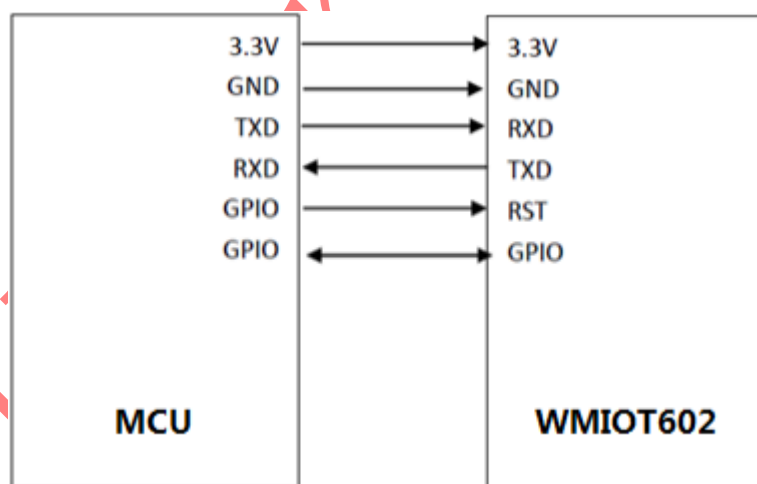 3.3V 3.3V
GND GND
TXD RXD
RXD TXD
GPIO RST
GPIO GPIO
MCU WMIOT602